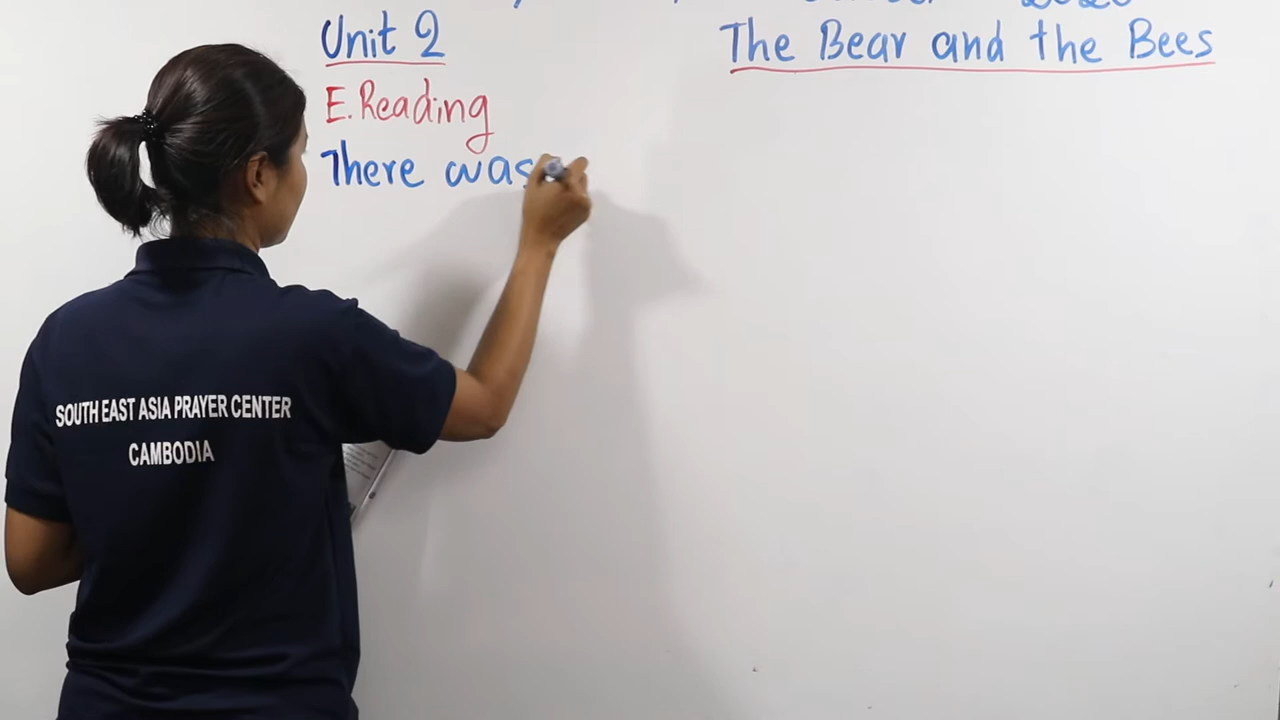 Unit 2
The Bear and the Bees
E. Reading
There was
SOUTH EAST ASIA PRAYER CENTER
CAMBODIA